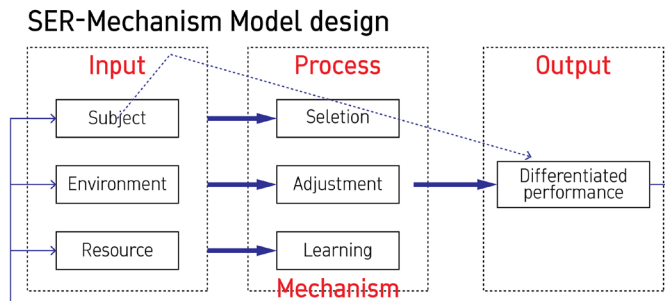 SER-Mechanism Model design
Input
Process
Output
Subject
Seletion
Environment
Adjustment
Differentiated
performance
Resource
Learning
Mechanism